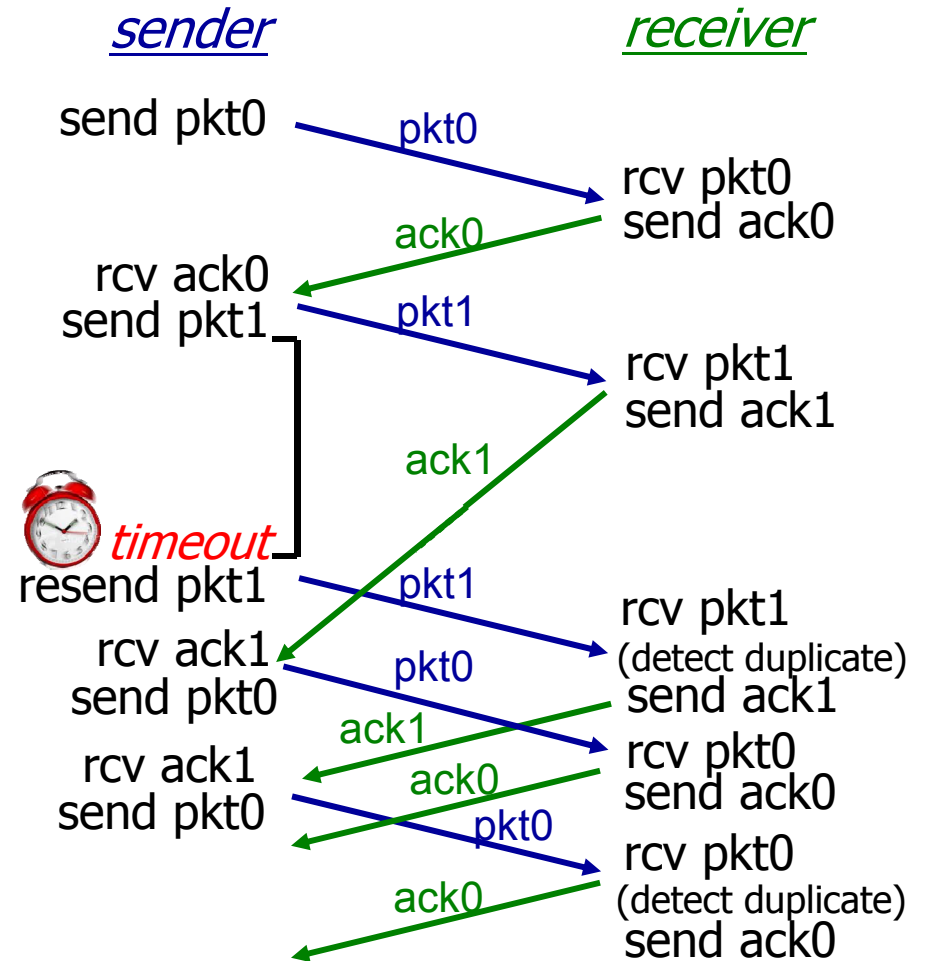 sender
receiver
send pkt0
pkt0
rcv pkt0
send ack0
ack0
rcv ack0
send pkt1
pkt1
rcv pkt1
send ack1
ack1
timeout
resend pkt1
pkt1
rcv pkt1
(detect duplicate)
send ack1
rcv ack1
send pkt0
pkt0
ack1
rcv pkt0
send ack0
rcv ack1
send pkt0
ack0
pkt0
rcv pkt0
(detect duplicate)
send ack0
ack0